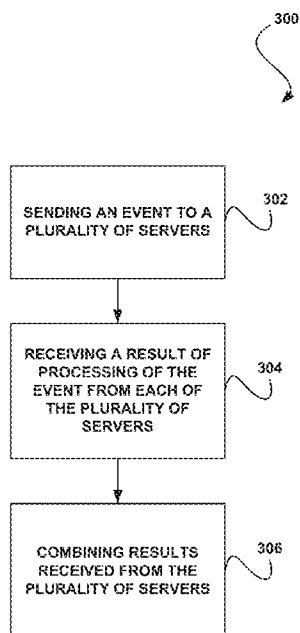 300
SENDING AN EVENT TO A
PLURALITY OF SERVERS
302
RECEIVING A RESULT OF
PROCESSING OF THE
EVENT FROM EACH OF
THE PLURALITY OF
SERVERS
304
COMBINING RESULTS
RECEIVED FROM THE
PLURALITY OF SERVERS
306